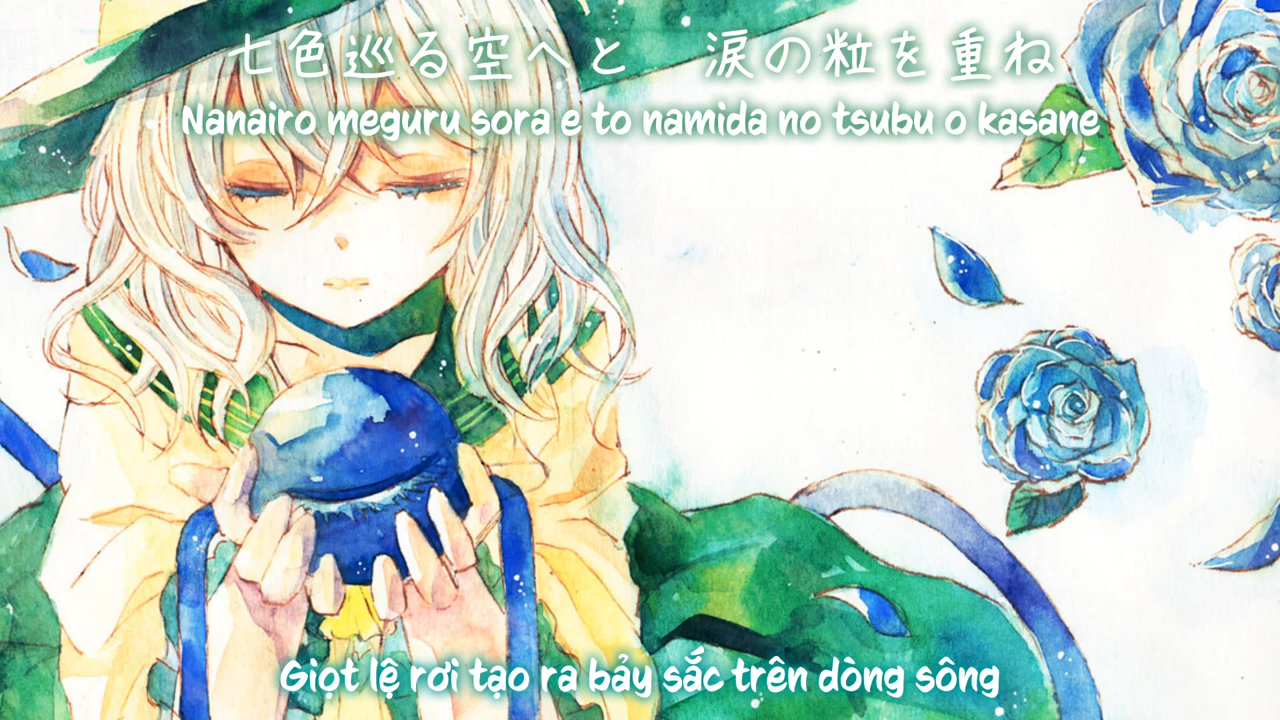 七色巡る空へと　涙の粒を重ね
Nanairo meguru sora e to namida no tsubu o kasane
Giọt lệ rơi tạo ra bảy sắc trên dòng sông